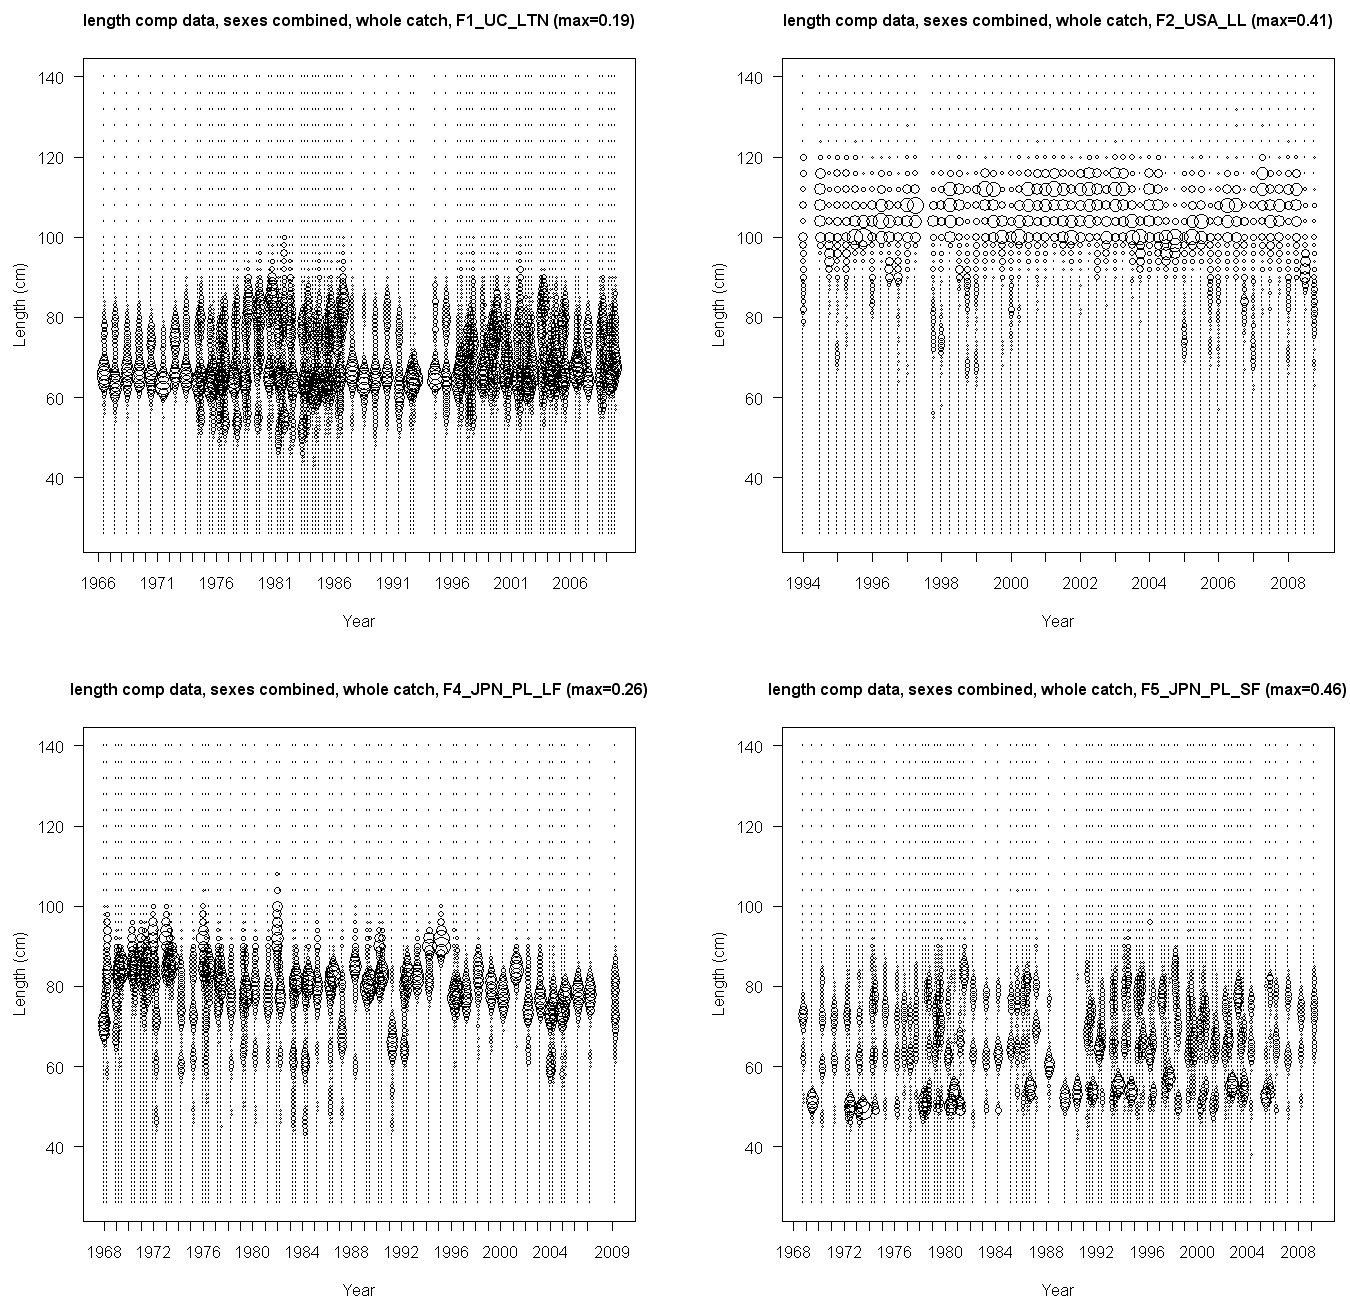 length comp data, sexes combined, whole catch, F1_UC_LTN (max=0.19)
140
120
100
80
60
40
Length (cm)
1966 1971 1976 1981 1986 1991 1996 2001 2006
Year
length comp data, sexes combined, whole catch, F2_USA_LL (max=0.41)
140
120
100
80
60
40
Length (cm)
1994 1996 1998 2000 2002 2004 2006 2008
Year
length comp data, sexes combined, whole catch, F4_JPN_PL_LF (max=0.26)
140
120
100
80
60
40
Length (cm)
1968 1972 1976 1980 1984 1988 1992 1996 2000 2004 2009
Year
length comp data, sexes combined, whole catch, F5_JPN_PL_SF (max=0.46)
140
120
100
80
60
40
Length (cm)
1968 1972 1976 1980 1984 1988 1992 1996 2000 2004 2008
Year